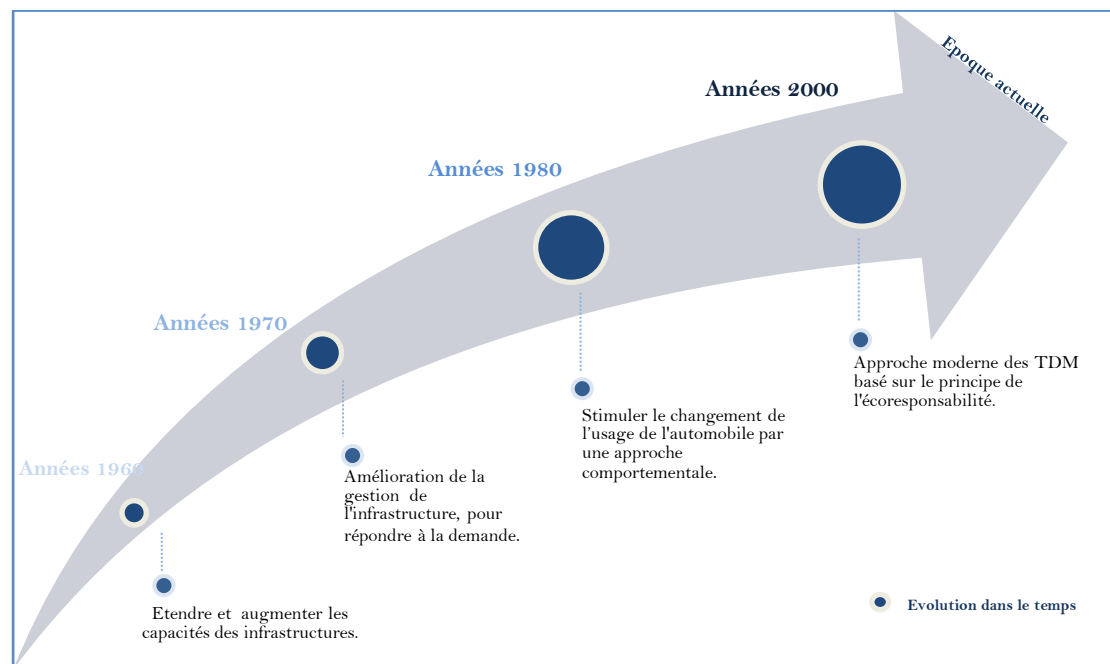 Epoque actuelle
Années 2000
Années 1980
Années 1970
Années 1960
Approche moderne des TDM
basé sur le principe de
l'écoresponsabilité.
Stimuler le changement de
l'usage de l'automobile par
une approche
comportementale.
Amélioration de la
gestion de
l'infrastructure, pour
répondre à la demande.
Etendre et augmenter les
capacités des infrastructures.
Evolution dans le temps